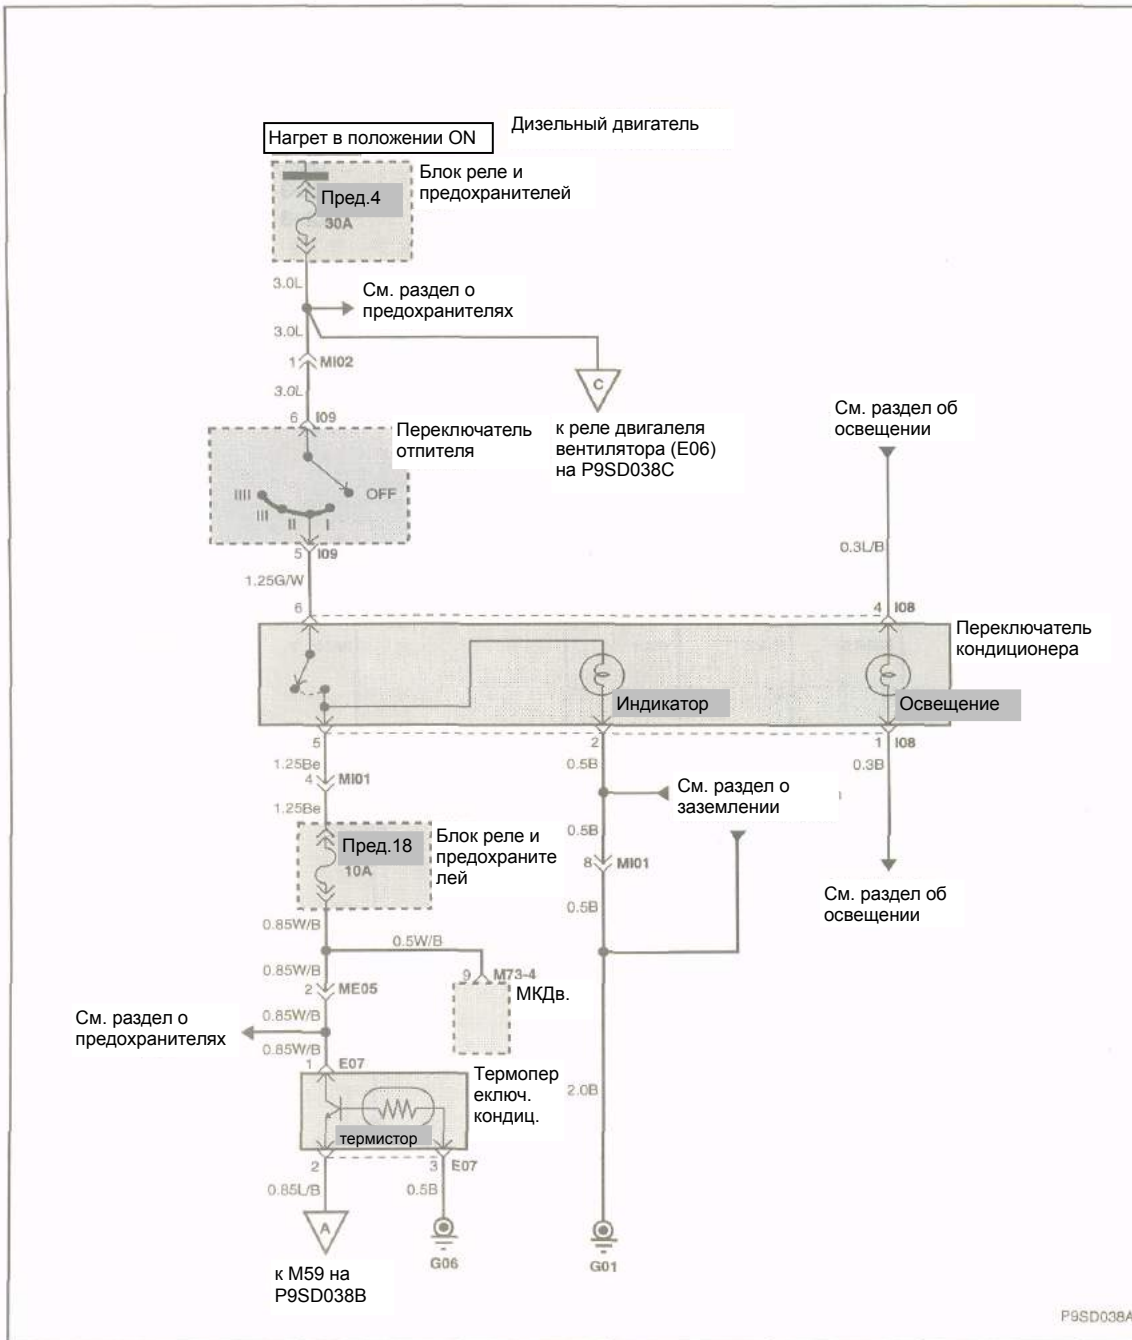 Нагрет в положении ON
Дизельный двигатель
Блок реле и
предохранителей
Пред.4
30A
3.0L
См. раздел о
предохранителях
3.0L
1 MI02
3.0L
C
6 I09
Переключатель
отпителя
к реле двигалеля
вентилятора (E06)
на P9SD038C
См. раздел об
освещении
OFF
IIII
III
II
I
5 I09
0.3L/B
1.25G/W
6
4 I08
Переключатель
кондиционера
Индикатор
Освещение
5
2
1 I08
1.25Be
0.5B
0.3B
4 MI01
См. раздел о
заземлении
1.25Be
0.5B
Пред.18
10A
Блок реле и
предохраните
лей
8 MI01
См. раздел об
освещении
0.5B
0.85W/B
0.5W/B
0.85W/B
9 M73-4
2 ME05
МКДв.
См. раздел о
предохранителях
0.85W/B
0.85W/B
1 E07
Термопер
еключ.
кондиц.
2.0B
термистор
2
3 E07
0.85L/B
0.5B
A
G06
G01
к M59 на
P9SD038B
P9SD038A